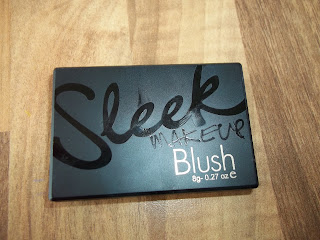 Sleek
MAKEUP
Blush
8g- 0.27 oz e